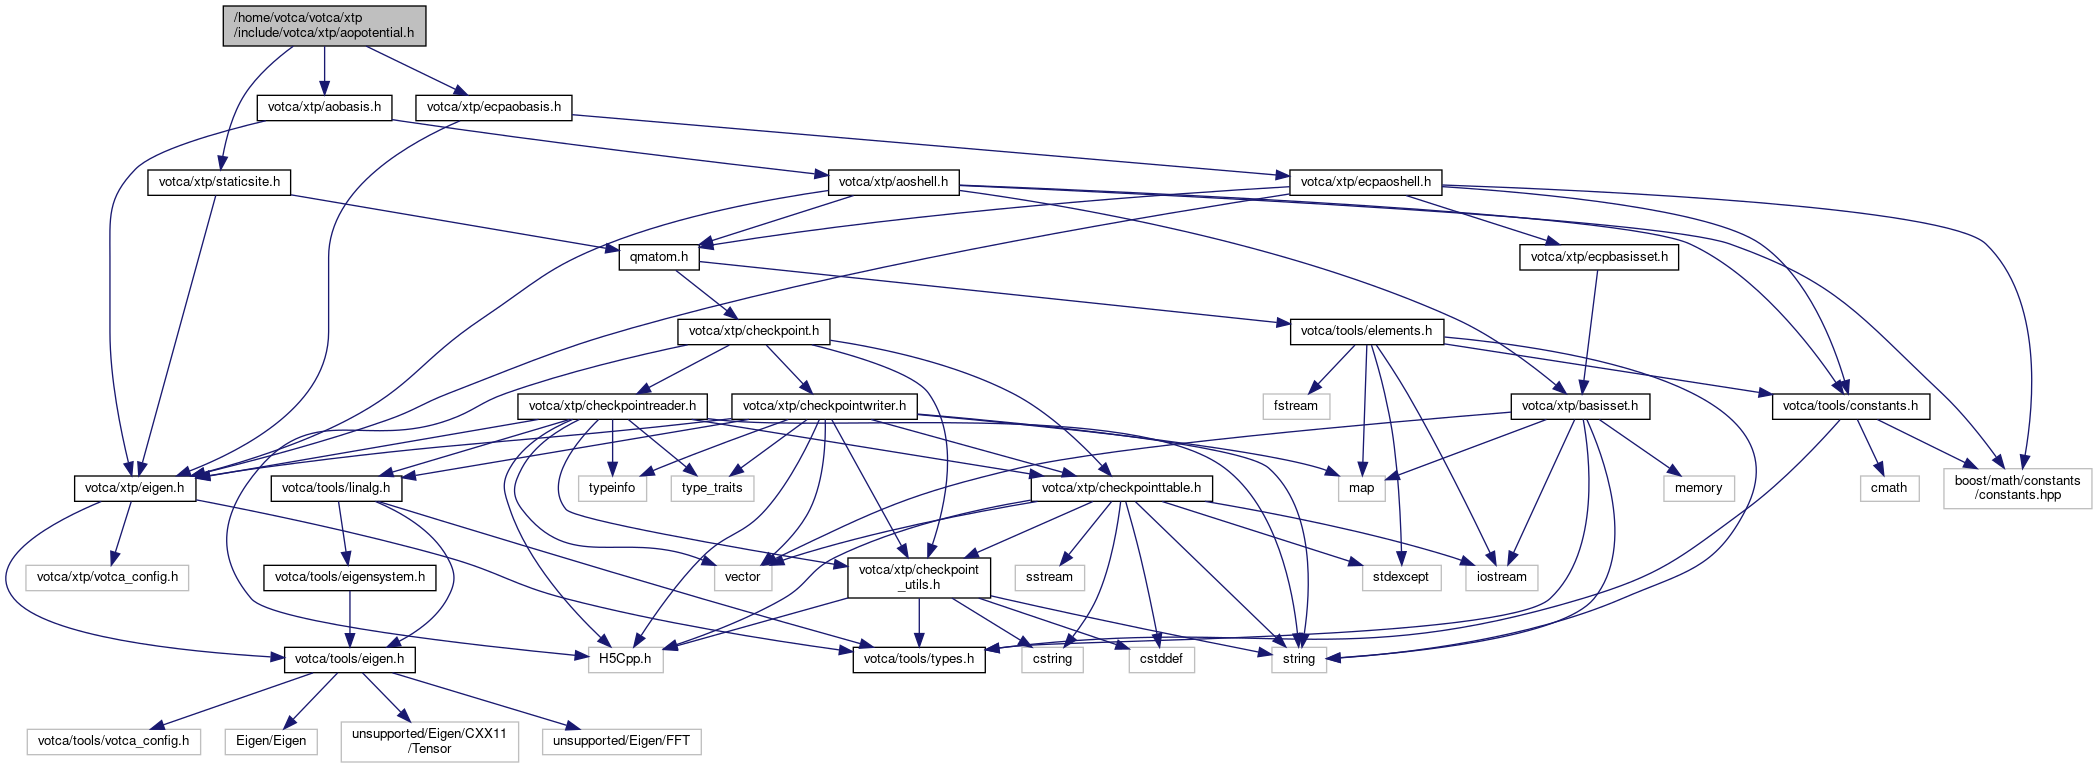 /home/votca/votca/xtp
/include/votca/xtp/aopotential.h
votca/xtp/aobasis.h
votca/xtp/ecpaobasis.h
votca/xtp/staticsite.h
votca/xtp/aoshell.h
votca/xtp/ecpaoshell.h
qmatom.h
votca/xtp/ecpbasisset.h
votca/xtp/checkpoint.h
votca/tools/elements.h
votca/xtp/checkpointreader.h
votca/xtp/checkpointwriter.h
fstream
votca/xtp/basisset.h
votca/tools/constants.h
votca/xtp/eigen.h
votca/tools/linalg.h
typeinfo
type_traits
votca/xtp/checkpointtable.h
map
memory
cmath
boost/math/constants
/constants.hpp
votca/xtp/votca_config.h
votca/tools/eigensystem.h
vector
votca/xtp/checkpoint
_utils.h
sstream
stdexcept
iostream
votca/tools/eigen.h
H5Cpp.h
votca/tools/types.h
cstring
cstddef
string
votca/tools/votca_config.h
Eigen/Eigen
unsupported/Eigen/CXX11
/Tensor
unsupported/Eigen/FFT